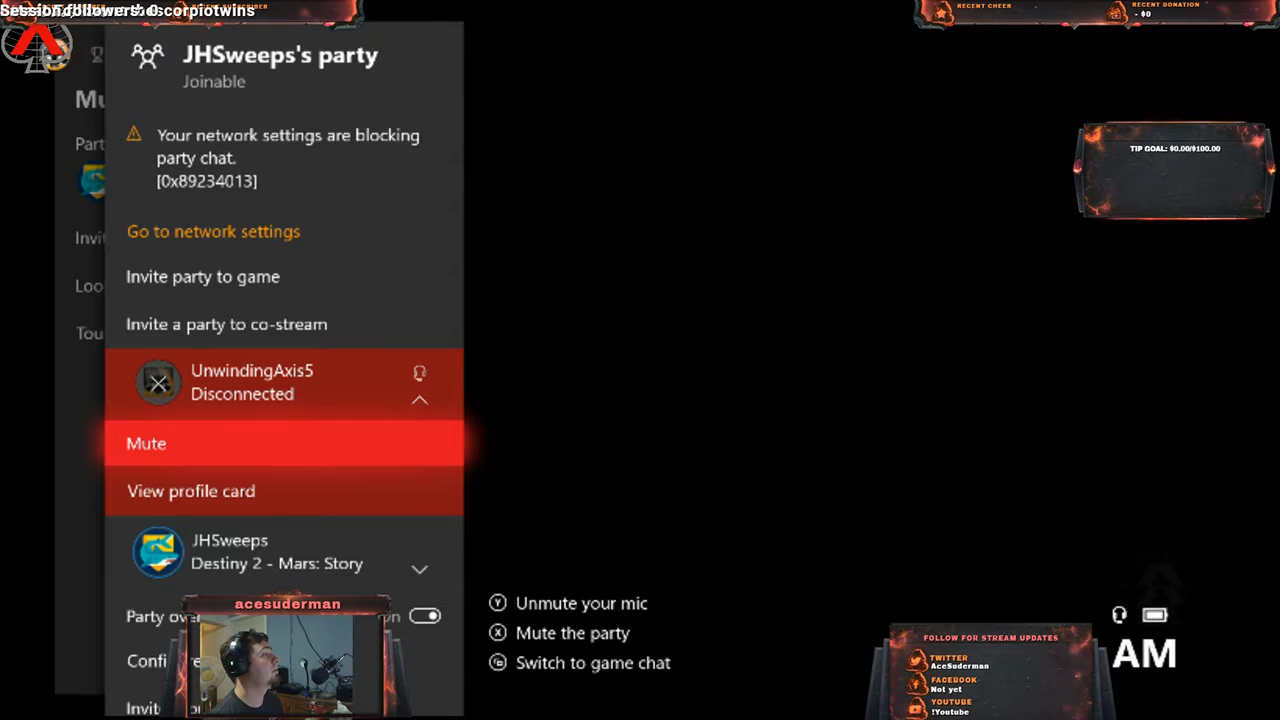 scorpiotwins
RECENT CHEER
RECENT DONATION
- $0
JHSweeps's party
Joinable
Your network settings are blocking
party chat.
[0x89234013]
Go to network settings
Invite party to game
Invite a party to co-stream
UnwindingAxis5
Disconnected
Mute
View profile card
JHSweeps
Destiny 2 - Mars: Story
TIP GOAL: $0.00/$100.00
acesuderman
Y Unmute your mic
X Mute the party
Switch to game chat
AM
FOLLOW FOR STREAM UPDATES
TWITTER
AceSuderman
FACEBOOK
Not yet
YOUTUBE
!Youtube